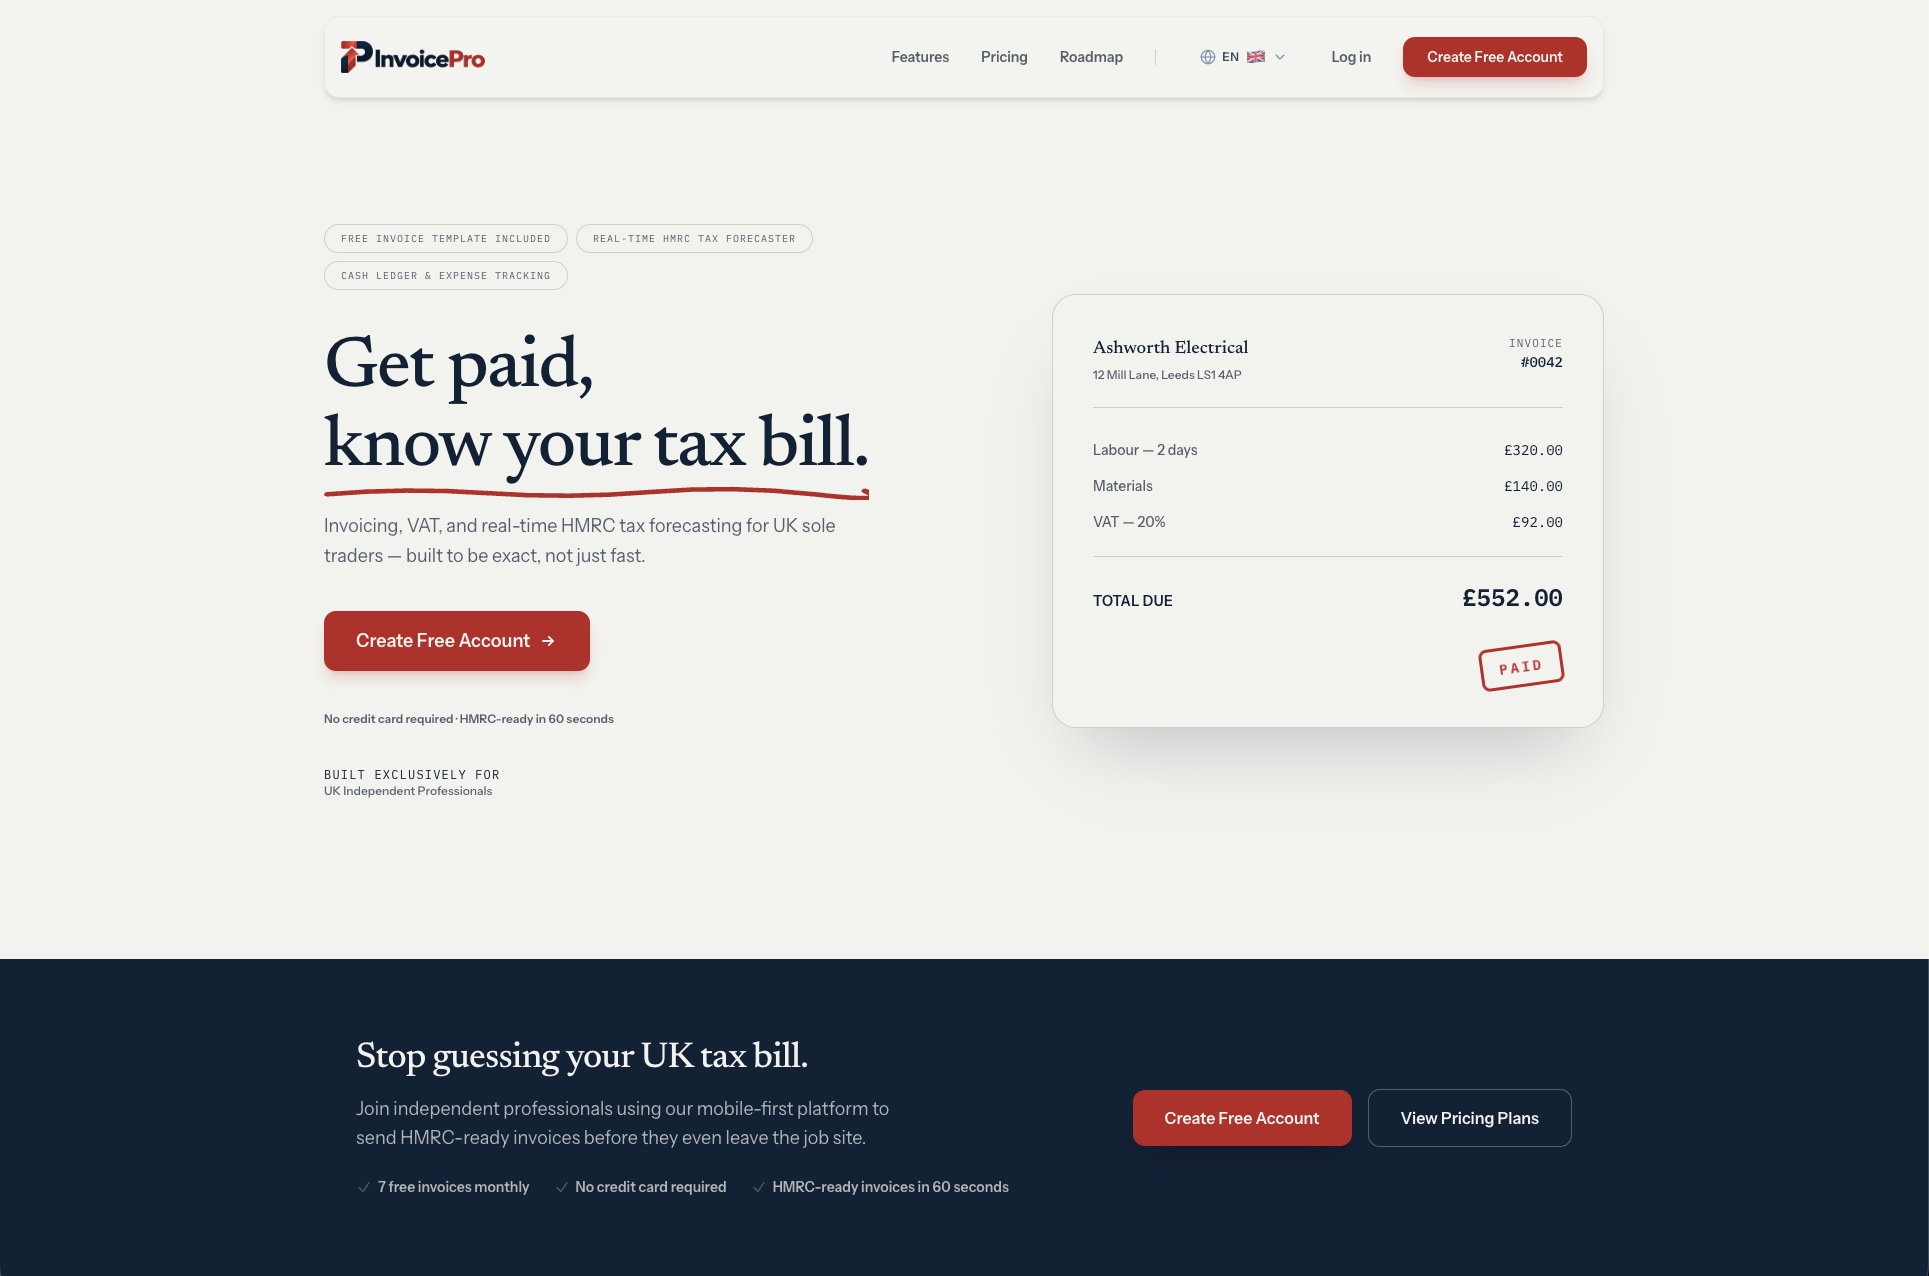 InvoicePro
Features
Pricing
Roadmap
EN
Log in
Create Free Account
FREE INVOICE TEMPLATE INCLUDED
REAL-TIME HMRC TAX FORECASTER
CASH LEDGER & EXPENSE TRACKING
Get paid,
know your tax bill.
Invoicing, VAT, and real-time HMRC tax forecasting for UK sole
traders — built to be exact, not just fast.
Create Free Account →
No credit card required · HMRC-ready in 60 seconds
BUILT EXCLUSIVELY FOR
UK Independent Professionals
Ashworth Electrical
12 Mill Lane, Leeds LS1 4AP
INVOICE
#0042
Labour — 2 days £320.00
Materials £140.00
VAT — 20% £92.00
TOTAL DUE £552.00
PAID
Stop guessing your UK tax bill.
Join independent professionals using our mobile-first platform to
send HMRC-ready invoices before they even leave the job site.
7 free invoices monthly
No credit card required
HMRC-ready invoices in 60 seconds
Create Free Account
View Pricing Plans